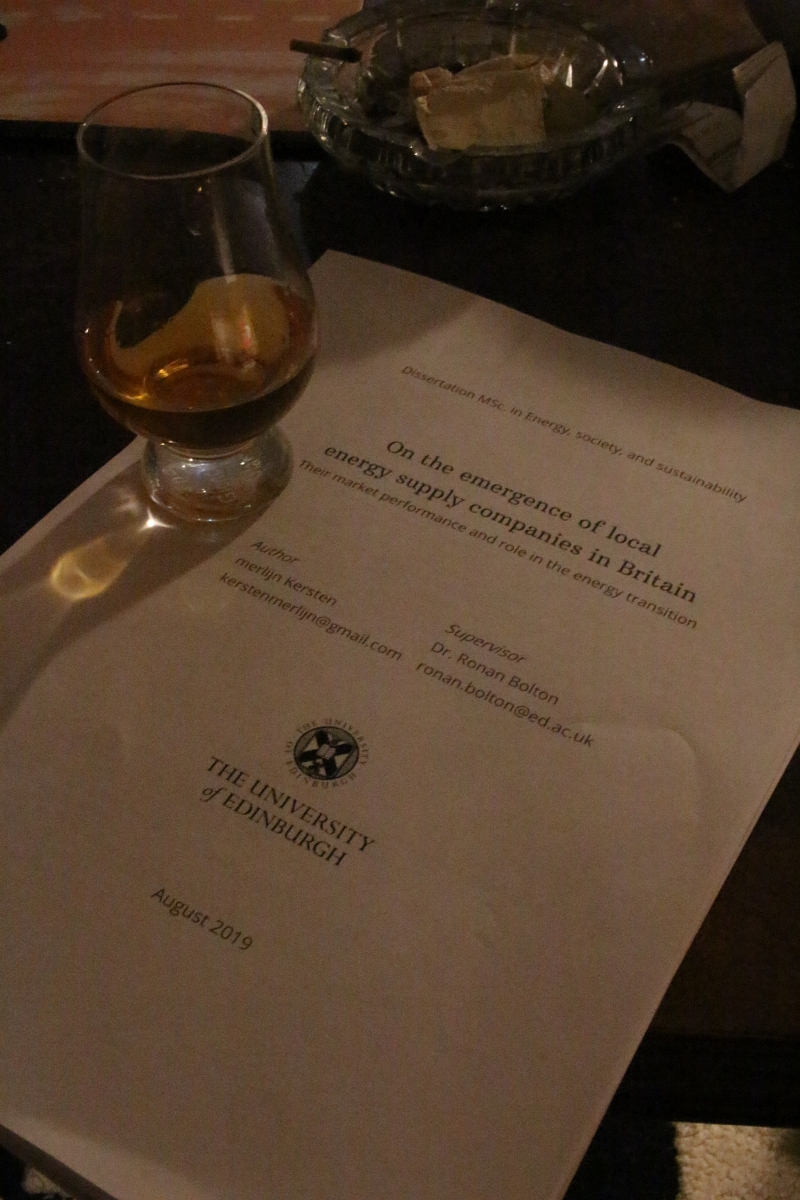 Dissertation MSc. in Energy, society, and sustainability
On the emergence of local
energy supply companies in Britain
Their market performance and role in the energy transition
Author
merlijn Kersten
kerstenmerlijn@gmail.com
Supervisor
Dr. Ronan Bolton
ronan.bolton@ed.ac.uk
THE UNIVERSITY
OF EDINBURGH
THE UNIVERSITY
of EDINBURGH
August 2019